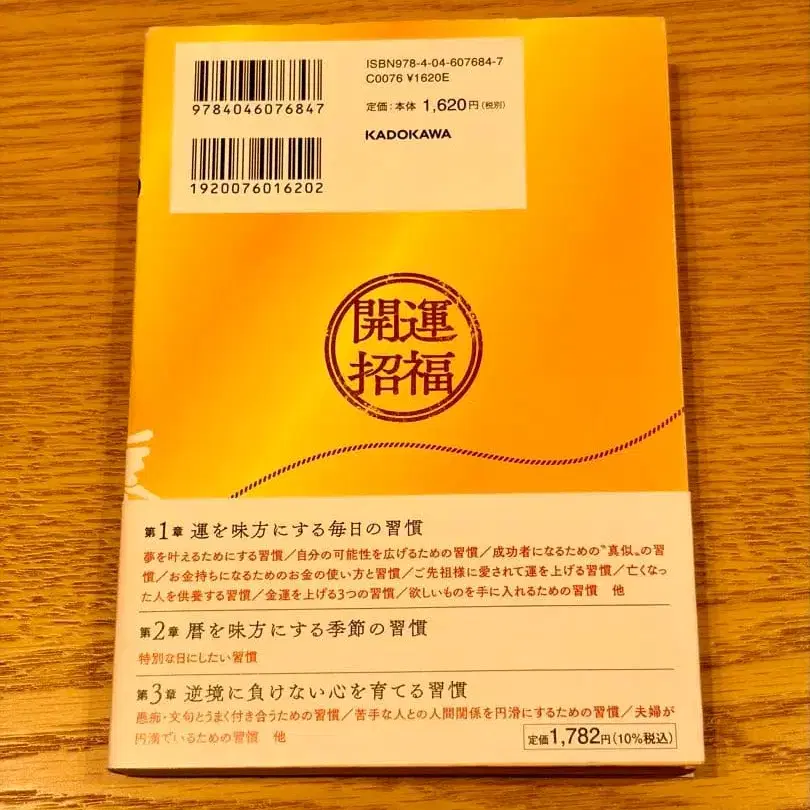 ISBN978-4-04-607684-7
C0076 ¥1620E
定価：本体 1,620円（税別）
KADOKAWA
9784046076847
1920076016202
開運
招福
第1章 運を味方にする毎日の習慣
夢を叶えるためにする習慣／自分の可能性を広げるための習慣／成功者になるための〝真似〟の習
慣／お金持ちになるためのお金の使い方と習慣／ご先祖様に愛されて運を上げる習慣／亡くなっ
た人を供養する習慣／金運を上げる3つの習慣／欲しいものを手に入れるための習慣 他
第2章 暦を味方にする季節の習慣
特別な日にしたい習慣
第3章 逆境に負けない心を育てる習慣
愚痴・文句とうまく付き合うための習慣／苦手な人との人間関係を円滑にするための習慣／夫婦が
円満でいるための習慣 他
定価1,782円（10%税込）